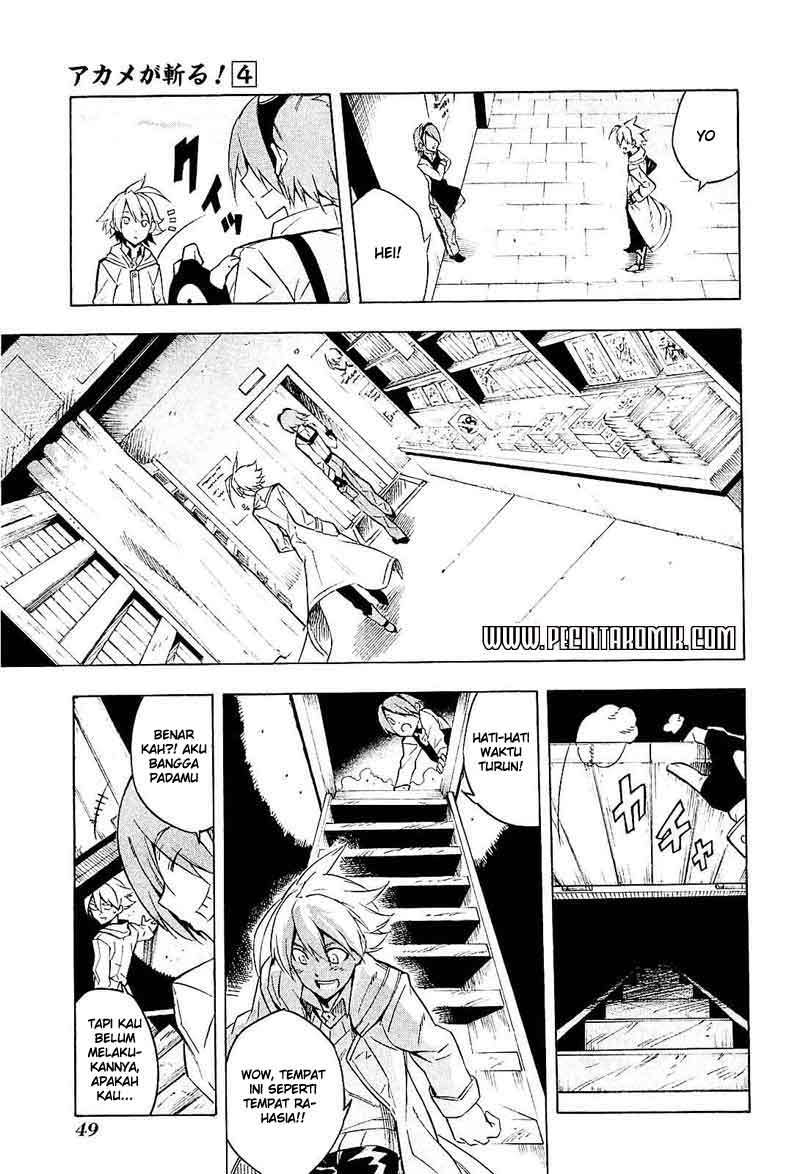 アカメが斬る! 4
YO
HEI!
クイッ
WWW.PECINTAKOMIK.COM
ガ
チャ
HATI-HATI
WAKTU
TURUN!
WOW, TEMPAT
INI SEPERTI
TEMPAT RA-
HASIA!!
BENAR
KAH?! AKU
BANGGA
PADAMU
TAPI KAU
BELUM
MELAKU-
KANNYA,
APAKAH
KAU...
49